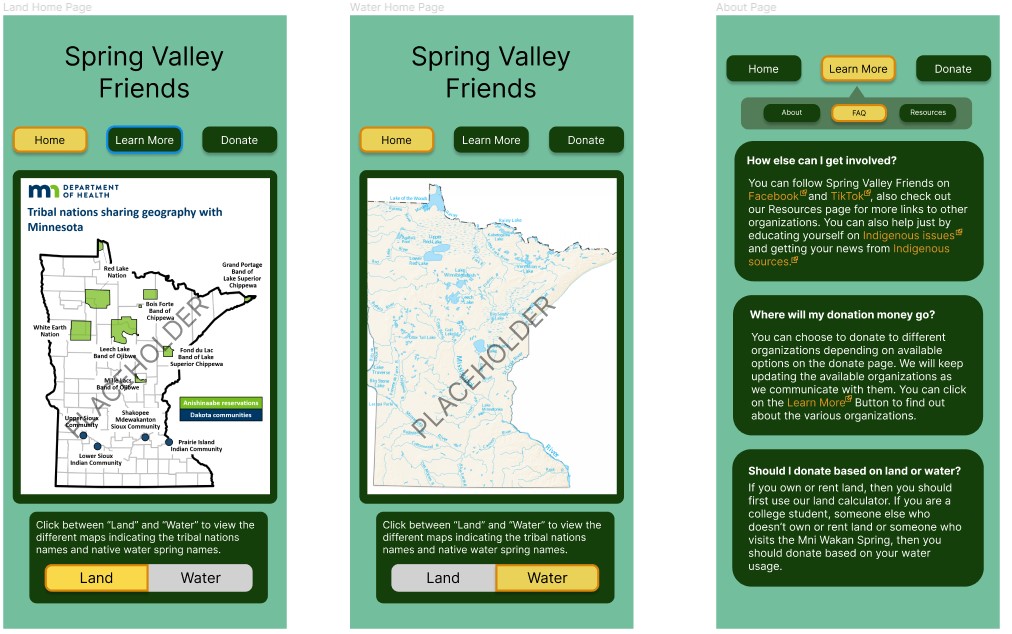 Land Home Page
Spring Valley
Friends
Home
Learn More
Donate
DEPARTMENT
OF HEALTH
Tribal nations sharing geography with
Minnesota
Red Lake
Nation
Grand Portage
Band of
Lake Superior
Chippewa
Bois Forte
Band of
Chippewa
White Earth
Nation
Leech Lake
Band of Ojibwe
Fond du Lac
Band of Lake
Superior Chippewa
Mille Lacs
Band of Ojibwe
Anishinaabe reservations
Dakota communities
Upper Sioux
Community
Shakopee
Mdewakanton
Sioux Community
Prairie Island
Indian Community
Lower Sioux
Indian Community
PLACEHOLDER
Click between “Land” and “Water” to view the
different maps indicating the tribal nations
names and native water spring names.
Land
Water
Water Home Page
Spring Valley
Friends
Home
Learn More
Donate
Lake of the Woods
Upper
Red Lake
Lower
Red Lake
Leech
Lake
River
PLACEHOLDER
Click between “Land” and “Water” to view the
different maps indicating the tribal nations
names and native water spring names.
Land
Water
About Page
Home
Learn More
Donate
About
FAQ
Resources
How else can I get involved?
You can follow Spring Valley Friends on
Facebook and TikTok, also check out
our Resources page for more links to other
organizations. You can also help just by
educating yourself on Indigenous issues
and getting your news from Indigenous
sources.
Where will my donation money go?
You can choose to donate to different
organizations depending on available
options on the donate page. We will keep
updating the available organizations as
we communicate with them. You can click
on the Learn More Button to find out
about the various organizations.
Should I donate based on land or water?
If you own or rent land, then you should
first use our land calculator. If you are a
college student, someone else who
doesn’t own or rent land or someone who
visits the Mni Wakan Spring, then you
should donate based on your water
usage.